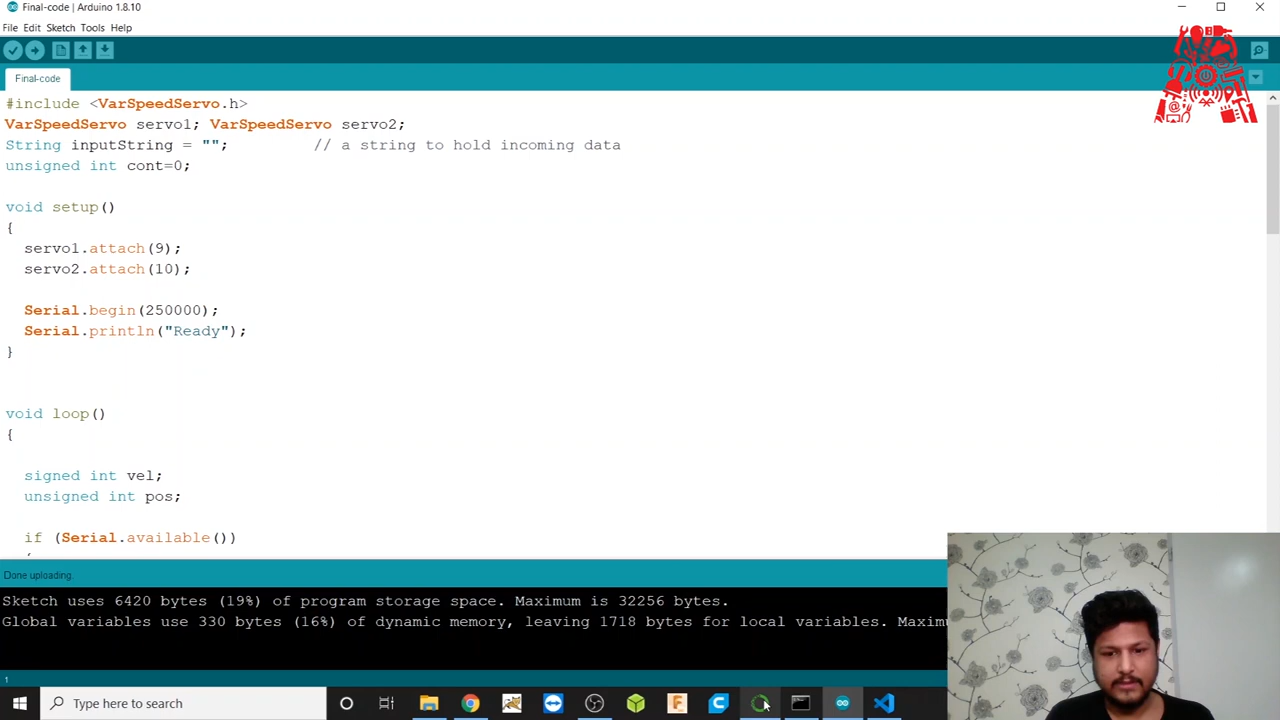 Final-code | Arduino 1.8.10
File Edit Sketch Tools Help
Final-code
#include <VarSpeedServo.h>
VarSpeedServo servo1; VarSpeedServo servo2;
String inputString = "";         // a string to hold incoming data
unsigned int cont=0;
void setup()
{
servo1.attach(9);
servo2.attach(10);
Serial.begin(250000);
Serial.println("Ready");
}
void loop()
{
signed int vel;
unsigned int pos;
if (Serial.available())
Done uploading.
Sketch uses 6420 bytes (19%) of program storage space. Maximum is 32256 bytes.
Global variables use 330 bytes (16%) of dynamic memory, leaving 1718 bytes for local variables.
1
Type here to search